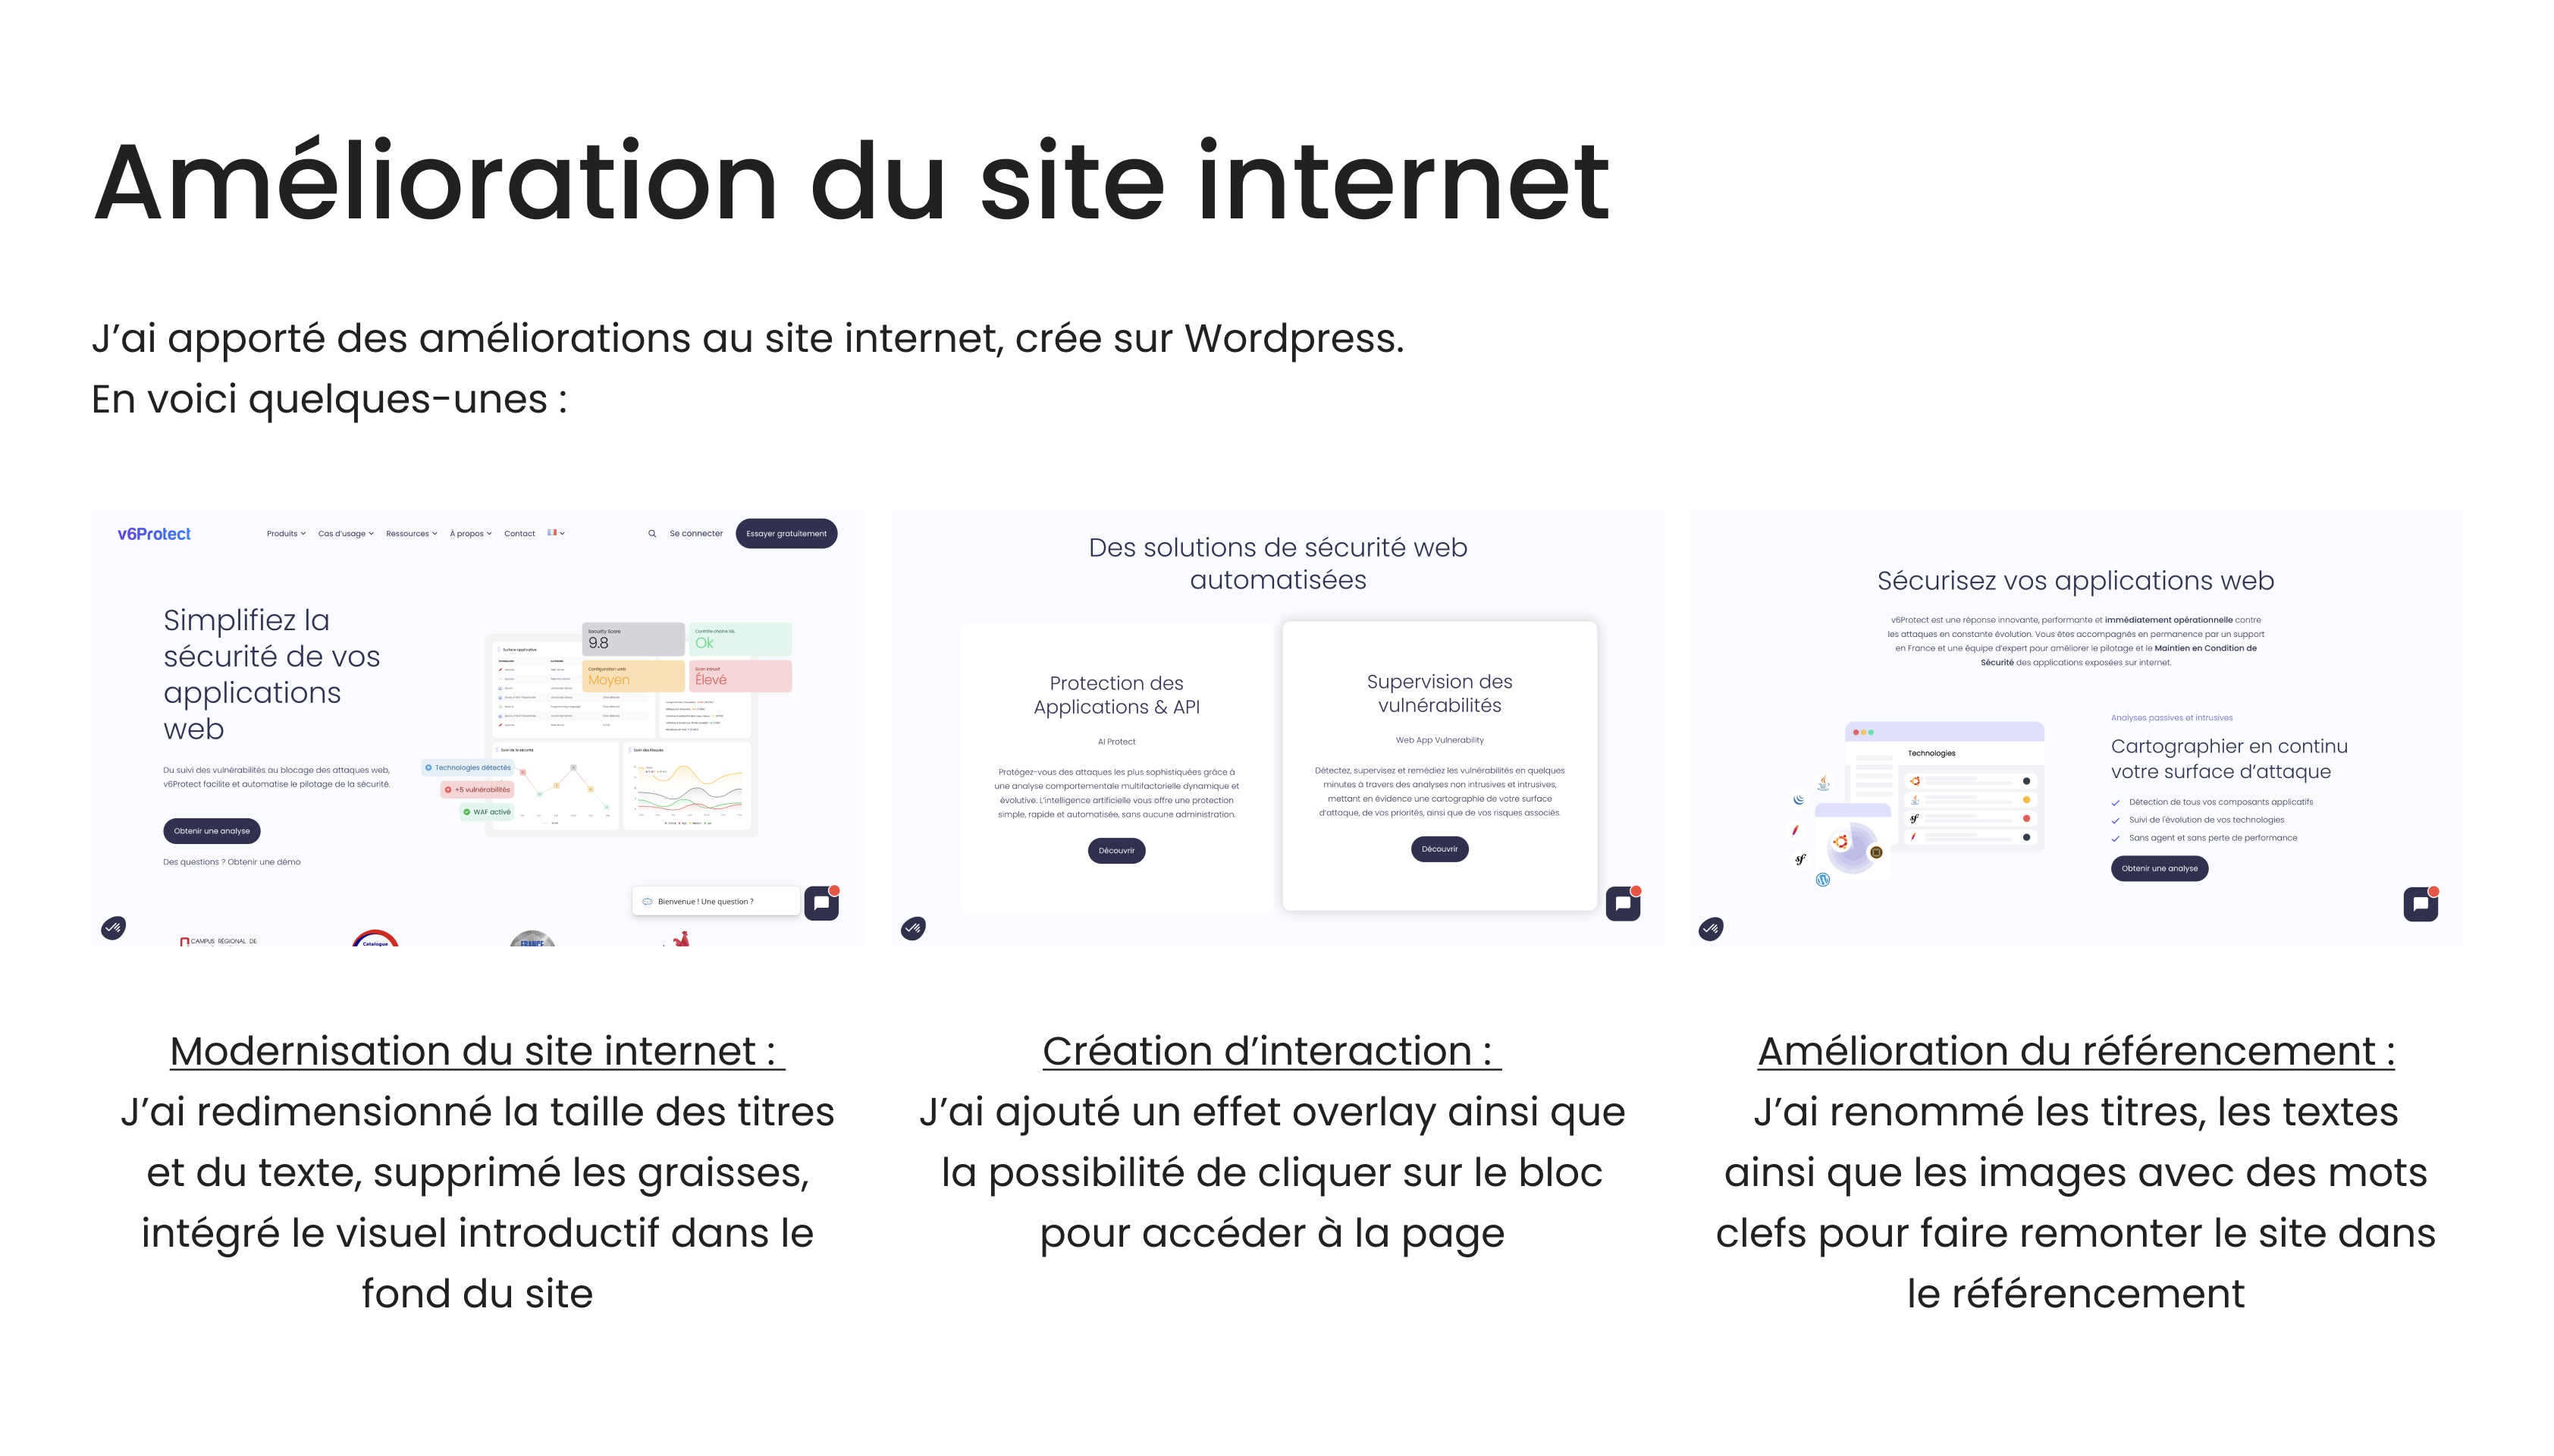 Amélioration du site internet
J’ai apporté des améliorations au site internet, crée sur Wordpress.
En voici quelques-unes :
v6Protect
Produits
Cas d’usage
Ressources
À propos
Contact
Se connecter
Essayer gratuitement
Simplifiez la
sécurité de vos
applications
web
Du suivi des vulnérabilités au blocage des attaques web,
v6Protect facilite et automatise le pilotage de la sécurité.
Obtenir une analyse
Des questions ? Obtenir une démo
Surface applicative
Security Score
9.8
Ok
Configuration web
Moyen
Scan intrusif
Élevé
Suivi de la sécurité
Suivi des Risques
Technologies détectés
+5 vulnérabilités
WAF activé
Bienvenue ! Une question ?
CAMPUS RÉGIONAL DE
Catalogue
FRANCE
Des solutions de sécurité web
automatisées
Protection des
Applications & API
AI Protect
Protégez-vous des attaques les plus sophistiquées grâce à
une analyse comportementale multifactorielle dynamique et
évolutive. L’intelligence artificielle vous offre une protection
simple, rapide et automatisée, sans aucune administration.
Découvrir
Supervision des
vulnérabilités
Web App Vulnerability
Détectez, supervisez et remédiez les vulnérabilités en quelques
minutes à travers des analyses non intrusives et intrusives,
mettant en évidence une cartographie de votre surface
d’attaque, de vos priorités, ainsi que de vos risques associés.
Découvrir
Sécurisez vos applications web
v6Protect est une réponse innovante, performante et immédiatement opérationnelle contre
les attaques en constante évolution. Vous êtes accompagnés en permanence par un support
en France et une équipe d’expert pour améliorer le pilotage et le Maintien en Condition de
Sécurité des applications exposées sur internet.
Technologies
Analyses passives et intrusives
Cartographier en continu
votre surface d’attaque
Détection de tous vos composants applicatifs
Suivi de l’évolution de vos technologies
Sans agent et sans perte de performance
Obtenir une analyse
Modernisation du site internet :
J’ai redimensionné la taille des titres
et du texte, supprimé les graisses,
intégré le visuel introductif dans le
fond du site
Création d’interaction :
J’ai ajouté un effet overlay ainsi que
la possibilité de cliquer sur le bloc
pour accéder à la page
Amélioration du référencement :
J’ai renommé les titres, les textes
ainsi que les images avec des mots
clefs pour faire remonter le site dans
le référencement